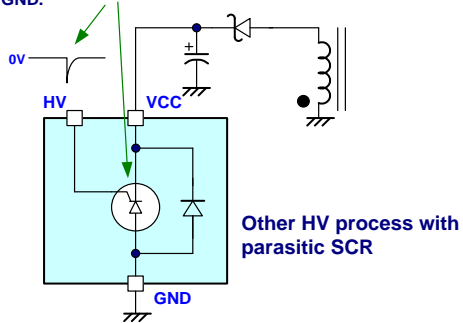 GND.
0V
HV
VCC
+
Other HV process with
parasitic SCR
GND